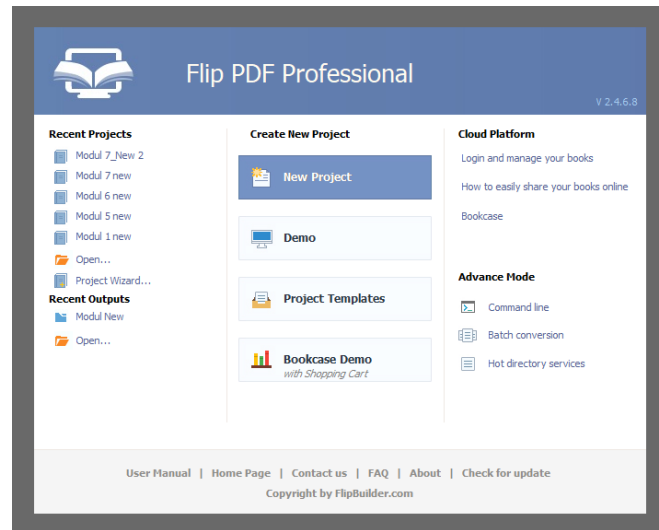 Flip PDF Professional
V 2.4.6.8
Recent Projects
Modul 7_New 2
Modul 7 new
Modul 6 new
Modul 5 new
Modul 1 new
Open...
Project Wizard...
Recent Outputs
Modul New
Open...
Create New Project
New Project
Demo
Project Templates
Bookcase Demo
with Shopping Cart
Cloud Platform
Login and manage your books
How to easily share your books online
Bookcase
Advance Mode
Command line
Batch conversion
Hot directory services
User Manual | Home Page | Contact us | FAQ | About | Check for update
Copyright by FlipBuilder.com